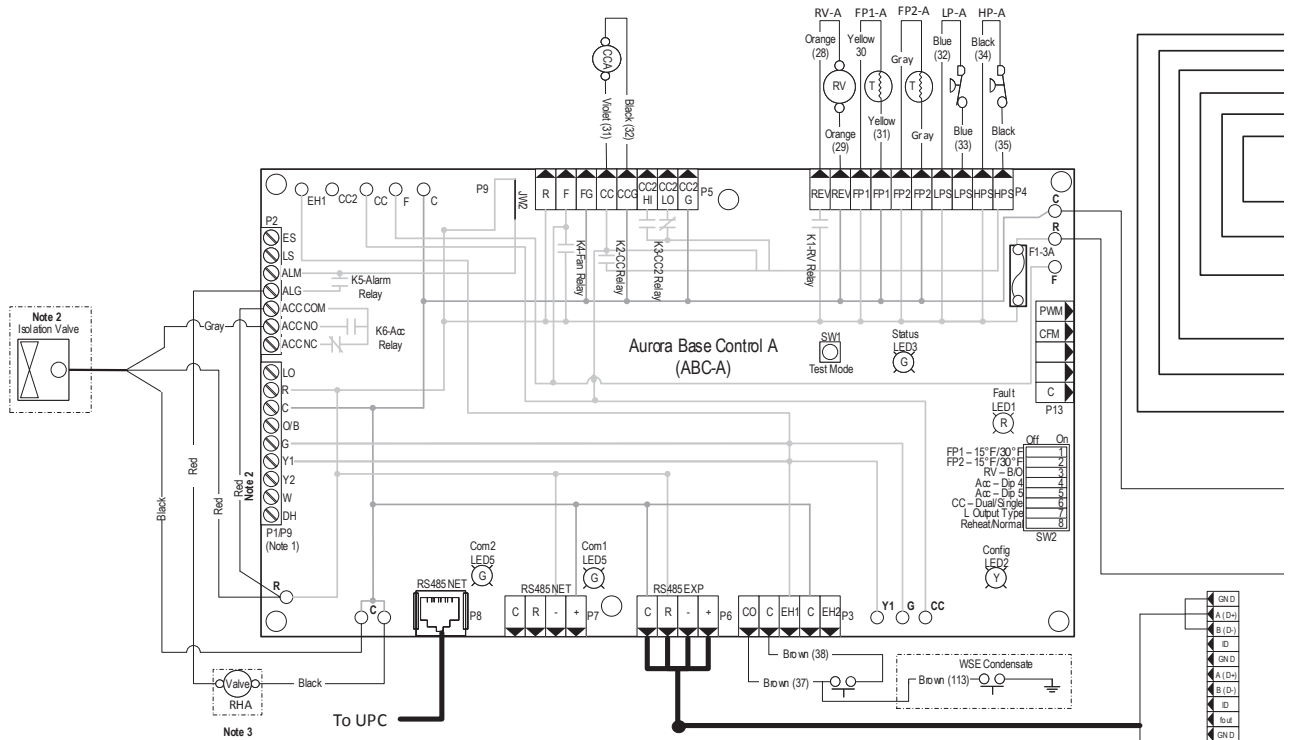 RV-A
FP1-A
FP2-A
LP-A
HP-A
Orange
(28)
Yellow
30
Gray
Blue
(32)
Black
(34)
CCA
RV
T
T
Violet (31)
Black (32)
Orange
(29)
Yellow
(31)
Gray
Blue
(33)
Black
(35)
EH1
CC2
CC
F
C
P9
JW2
R
F
FG
CC
CCG
CC2
HI
CC2
LO
CC2
G
P5
REV
REV
FP1
FP1
FP2
FP2
LPS
LPS
HPS
HPS
P4
C
R
F1-3A
F
P2
ES
LS
ALM
ALG
ACC COM
ACC NO
ACC NC
K5-Alarm
Relay
K6-Acc
Relay
K4-Fan Relay
K2-CC Relay
K3-CC2 Relay
K1-RV Relay
Note 2
Isolation Valve
Gray
Aurora Base Control A
(ABC-A)
SW1
Test Mode
Status
LED3
G
PWM
CFM
C
P13
Fault
LED1
R
LO
R
C
O/B
G
Y1
Y2
W
DH
P1/P9
(Note 1)
Black
Red
Red
Red
Note 2
Off
On
FP1 – 15°F/30°F
1
FP2 – 15°F/30°F
2
RV – B/O
3
Acc – Dip 4
4
Acc – Dip 5
5
CC – Dual/Single
6
L Output Type
7
Reheat/Normal
8
SW2
Config
LED2
Y
R
C
Com2
LED5
G
Com1
LED5
G
RS485 NET
P8
RS485 NET
C
R
-
+
P7
RS485 EXP
C
R
-
+
P6
CO
C
EH1
C
EH2
P3
Y1
G
CC
Valve
RHA
Black
Note 3
To UPC
Brown (38)
Brown (37)
Brown (113)
WSE Condensate
GND
A (D+)
B (D-)
ID
GND
A (D+)
B (D-)
ID
fout
GND